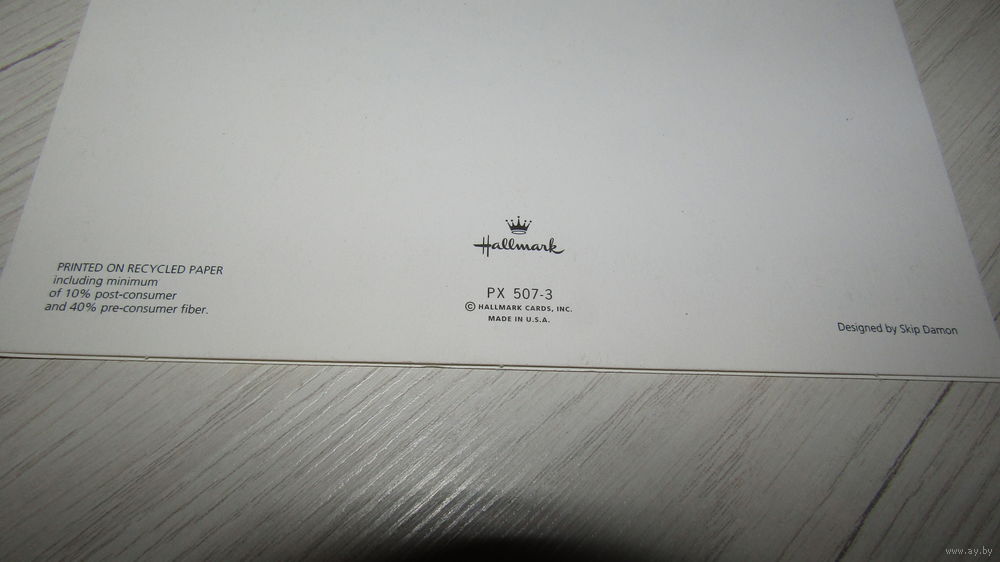 Hallmark
PX 507-3
© HALLMARK CARDS, INC.
MADE IN U.S.A.
PRINTED ON RECYCLED PAPER
including minimum
of 10% post-consumer
and 40% pre-consumer fiber.
Designed by Skip Damon
www.ay.by